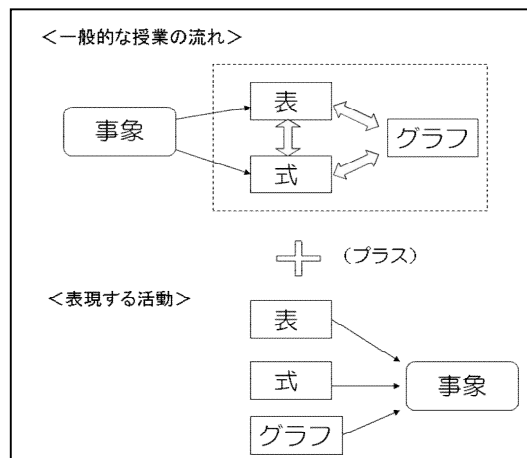 ＜一般的な授業の流れ＞
表
事象
グラフ
式
（プラス）
＜表現する活動＞
表
式
事象
グラフ